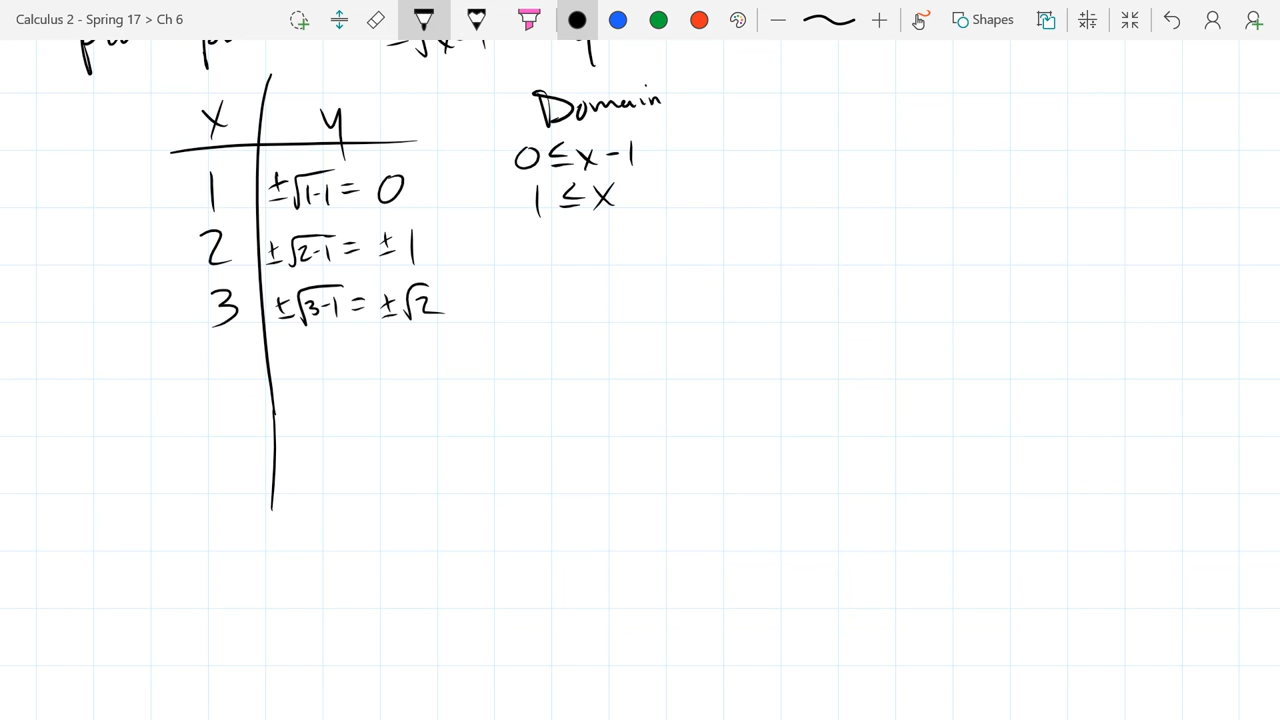 Calculus 2 - Spring 17 > Ch 6
Shapes
x y
1 ±√1-1 = 0
2 ±√2-1 = ±1
3 ±√3-1 = ±√2
Domain
0 ≤ x - 1
1 ≤ x